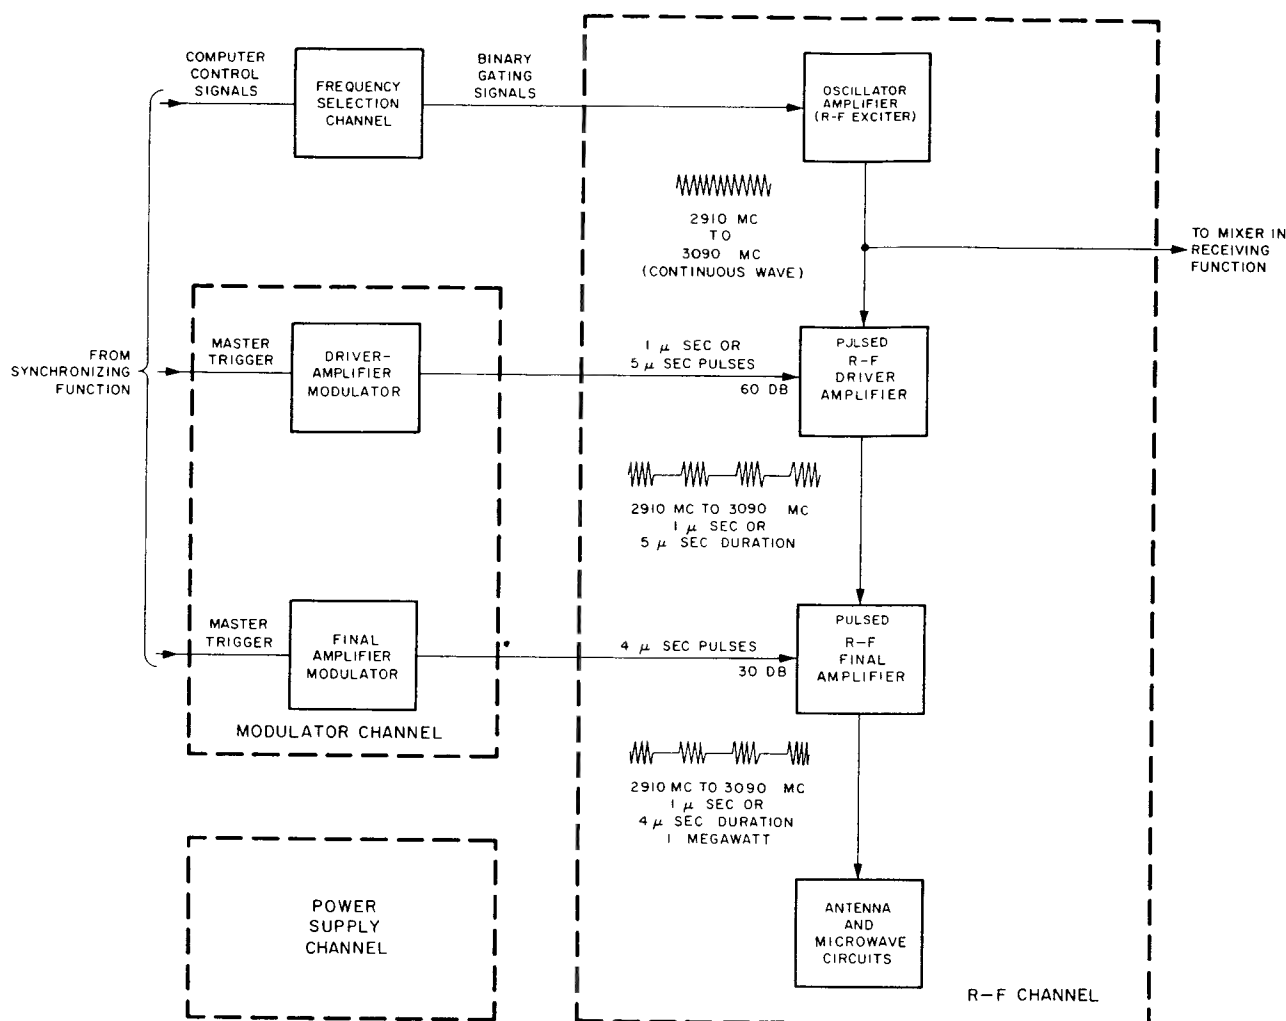 COMPUTER
CONTROL
SIGNALS
FREQUENCY
SELECTION
CHANNEL
BINARY
GATING
SIGNALS
OSCILLATOR
AMPLIFIER
(R-F EXCITER)
2910 MC
TO
3090 MC
(CONTINUOUS WAVE)
TO MIXER IN
RECEIVING
FUNCTION
FROM
SYNCHRONIZING
FUNCTION
MASTER
TRIGGER
DRIVER-
AMPLIFIER
MODULATOR
1 μ SEC OR
5 μ SEC PULSES
60 DB
PULSED
R-F
DRIVER
AMPLIFIER
2910 MC TO 3090 MC
1 μ SEC OR
5 μ SEC DURATION
MASTER
TRIGGER
FINAL
AMPLIFIER
MODULATOR
MODULATOR CHANNEL
4 μ SEC PULSES
30 DB
PULSED
R-F
FINAL
AMPLIFIER
2910 MC TO 3090 MC
1 μ SEC OR
4 μ SEC DURATION
1 MEGAWATT
POWER
SUPPLY
CHANNEL
ANTENNA
AND
MICROWAVE
CIRCUITS
R-F CHANNEL